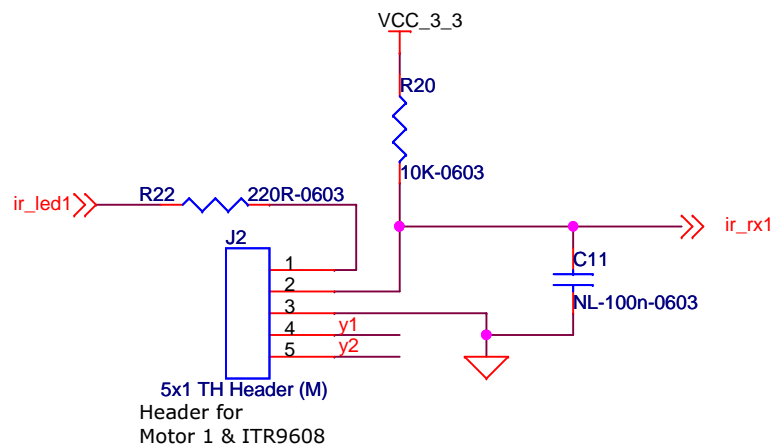 VCC_3_3
R20
10K-0603
ir_led1
R22
220R-0603
ir_rx1
J2
1
2
3
4
5
y1
y2
C11
NL-100n-0603
5x1 TH Header (M)
Header for
Motor 1 & ITR9608